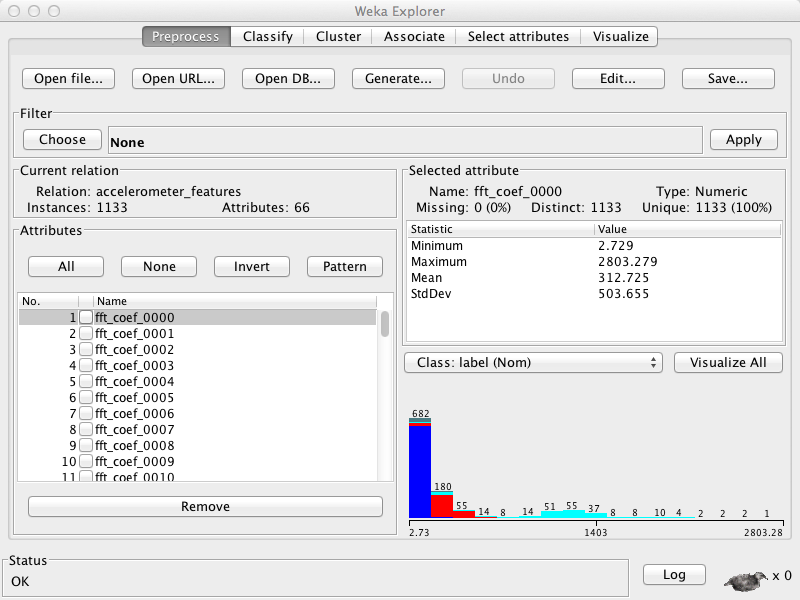 Weka Explorer
Preprocess Classify Cluster Associate Select attributes Visualize
Open file... Open URL... Open DB... Generate... Undo Edit... Save...
Filter
Choose None Apply
Current relation
Relation: accelerometer_features
Instances: 1133 Attributes: 66
Attributes
All None Invert Pattern
No. Name
1 fft_coef_0000
2 fft_coef_0001
3 fft_coef_0002
4 fft_coef_0003
5 fft_coef_0004
6 fft_coef_0005
7 fft_coef_0006
8 fft_coef_0007
9 fft_coef_0008
10 fft_coef_0009
11 fft_coef_0010
Remove
Selected attribute
Name: fft_coef_0000 Type: Numeric
Missing: 0 (0%) Distinct: 1133 Unique: 1133 (100%)
Statistic Value
Minimum 2.729
Maximum 2803.279
Mean 312.725
StdDev 503.655
Class: label (Nom) Visualize All
682
180
55 14 8 14 51 55 37 8 8 10 4 2 2 2 1
2.73 1403 2803.28
Status
OK
Log x 0